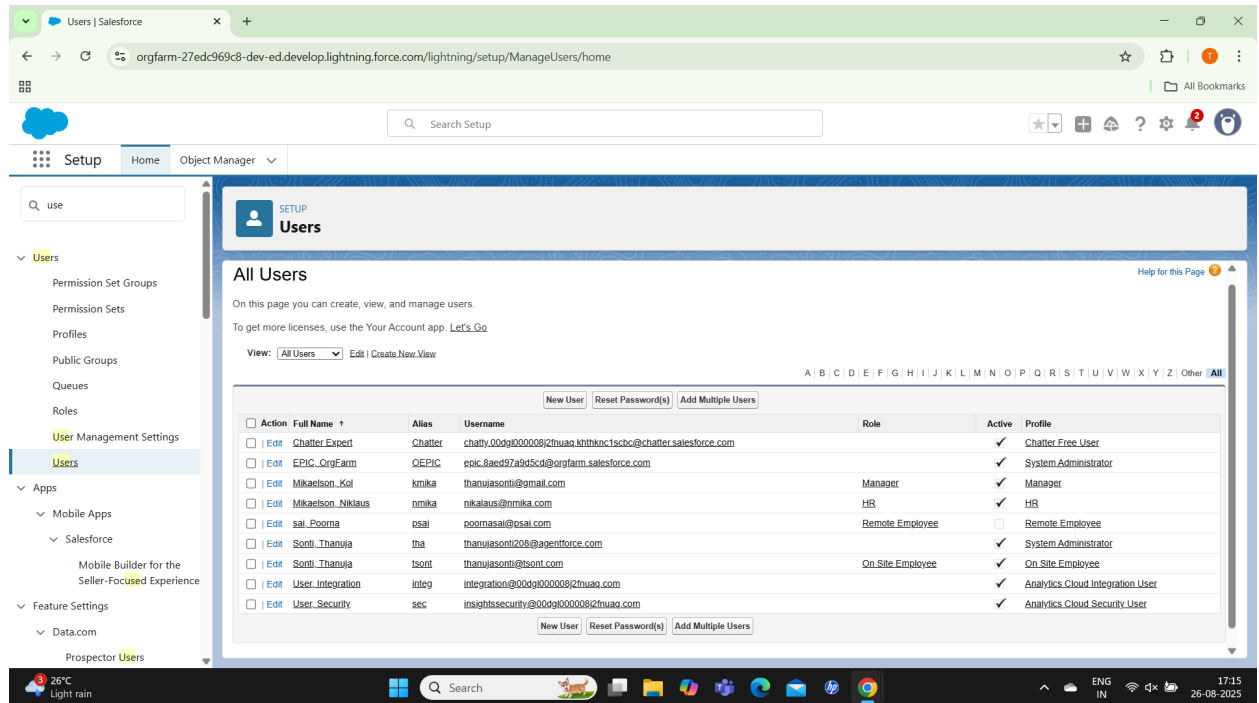 Users | Salesforce
orgfarm-27edc969c8-dev-ed.develop.lightning.force.com/lightning/setup/ManageUsers/home
T
All Bookmarks
Search Setup
2
Setup Home Object Manager
use
SETUP
Users
Users
Permission Set Groups
Permission Sets
Profiles
Public Groups
Queues
Roles
User Management Settings
Users
Apps
Mobile Apps
Salesforce
Mobile Builder for the
Seller-Focused Experience
Feature Settings
Data.com
Prospector Users
All Users
Help for this Page ?
On this page you can create, view, and manage users.
To get more licenses, use the Your Account app. Let's Go
View: All Users Edit | Create New View
A | B | C | D | E | F | G | H | I | J | K | L | M | N | O | P | Q | R | S | T | U | V | W | X | Y | Z | Other All
New User Reset Password(s) Add Multiple Users
Action Full Name ↑ Alias Username Role Active Profile
| Edit Chatter Expert Chatter chatty.00dgl000008j2fnuaq.khthknc1scbc@chatter.salesforce.com ✓ Chatter Free User
| Edit EPIC, OrgFarm OEPIC epic.8aed97a9d5cd@orgfarm.salesforce.com ✓ System Administrator
| Edit Mikaelson, Kol kmika thanujasonti@gmail.com Manager ✓ Manager
| Edit Mikaelson, Niklaus nmika nikalaus@nmika.com HR ✓ HR
| Edit sai, Poorna psai poornasai@psai.com Remote Employee Remote Employee
| Edit Sonti, Thanuja tha thanujasonti208@agentforce.com ✓ System Administrator
| Edit Sonti, Thanuja tsont thanujasonti@tsont.com On Site Employee ✓ On Site Employee
| Edit User, Integration integ integration@00dgl000008j2fnuaq.com ✓ Analytics Cloud Integration User
| Edit User, Security sec insightssecurity@00dgl000008j2fnuaq.com ✓ Analytics Cloud Security User
New User Reset Password(s) Add Multiple Users
3
26°C
Light rain
Search
hp
ENG
IN
17:15
26-08-2025